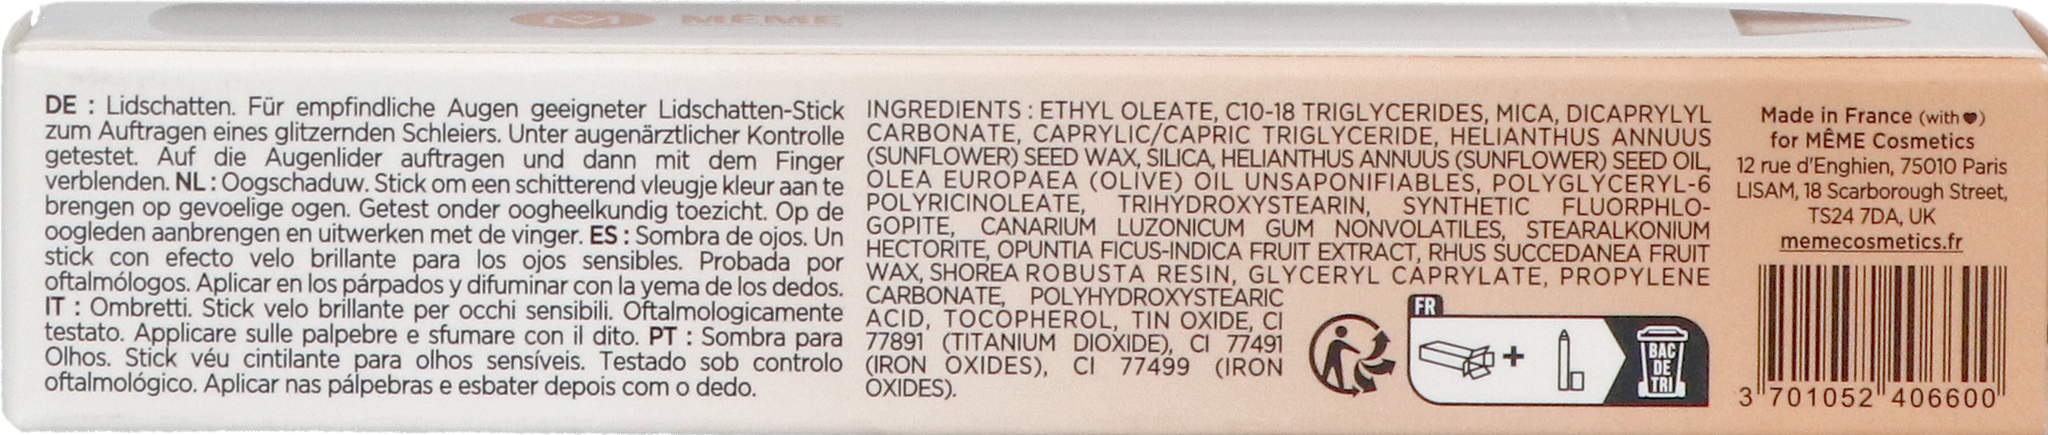 MÊME
DE : Lidschatten. Für empfindliche Augen geeigneter Lidschatten-Stick
zum Auftragen eines glitzernden Schleiers. Unter augenärztlicher Kontrolle
getestet. Auf die Augenlider auftragen und dann mit dem Finger
verblenden. NL : Oogschaduw. Stick om een schitterend vleugje kleur aan te
brengen op gevoelige ogen. Getest onder oogheelkundig toezicht. Op de
oogleden aanbrengen en uitwerken met de vinger. ES : Sombra de ojos. Un
stick con efecto velo brillante para los ojos sensibles. Probada por
oftalmólogos. Aplicar en los párpados y difuminar con la yema de los dedos.
IT : Ombretti. Stick velo brillante per occhi sensibili. Oftalmologicamente
testato. Applicare sulle palpebre e sfumare con il dito. PT : Sombra para
Olhos. Stick véu cintilante para olhos sensíveis. Testado sob controlo
oftalmológico. Aplicar nas pálpebras e esbater depois com o dedo.
INGREDIENTS : ETHYL OLEATE, C10-18 TRIGLYCERIDES, MICA, DICAPRYLYL
CARBONATE, CAPRYLIC/CAPRIC TRIGLYCERIDE, HELIANTHUS ANNUUS
(SUNFLOWER) SEED WAX, SILICA, HELIANTHUS ANNUUS (SUNFLOWER) SEED OIL,
OLEA EUROPAEA (OLIVE) OIL UNSAPONIFIABLES, POLYGLYCERYL-6
POLYRICINOLEATE, TRIHYDROXYSTEARIN, SYNTHETIC FLUORPHLO-
GOPITE, CANARIUM LUZONICUM GUM NONVOLATILES, STEARALKONIUM
HECTORITE, OPUNTIA FICUS-INDICA FRUIT EXTRACT, RHUS SUCCEDANEA FRUIT
WAX, SHOREA ROBUSTA RESIN, GLYCERYL CAPRYLATE, PROPYLENE
CARBONATE, POLYHYDROXYSTEARIC
ACID, TOCOPHEROL, TIN OXIDE, CI
77891 (TITANIUM DIOXIDE), CI 77491
(IRON OXIDES), CI 77499 (IRON
OXIDES).
FR
+
BAC
DE
TRI
Made in France (with ♥)
for MÊME Cosmetics
12 rue d'Enghien, 75010 Paris
LISAM, 18 Scarborough Street,
TS24 7DA, UK
memecosmetics.fr
3 701052 406600